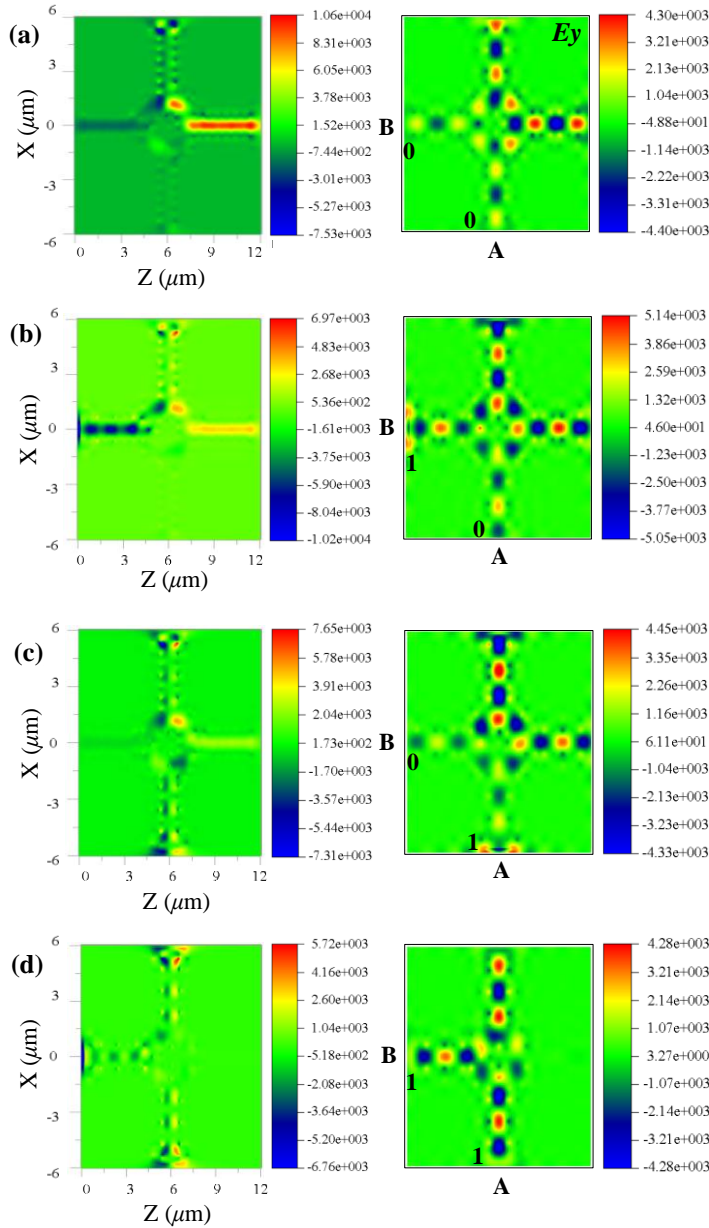 (a)
6
3
0
-3
-6
X (μm)
0 3 6 9 12
Z (μm)
1.06e+004
8.31e+003
6.05e+003
3.78e+003
1.52e+003
-7.44e+002
-3.01e+003
-5.27e+003
-7.53e+003
Ey
B
0
0
A
4.30e+003
3.21e+003
2.13e+003
1.04e+003
-4.88e+001
-1.14e+003
-2.22e+003
-3.31e+003
-4.40e+003
(b)
6
3
0
-3
-6
X (μm)
0 3 6 9 12
Z (μm)
6.97e+003
4.83e+003
2.68e+003
5.36e+002
-1.61e+003
-3.75e+003
-5.90e+003
-8.04e+003
-1.02e+004
B
1
0
A
5.14e+003
3.87e+003
2.59e+003
1.32e+003
4.60e+001
-1.23e+003
-2.50e+003
-3.77e+003
-5.05e+003
(c)
6
3
0
-3
-6
X (μm)
0 3 6 9 12
Z (μm)
7.65e+003
5.78e+003
3.91e+003
2.04e+003
1.73e+002
-1.70e+003
-3.57e+003
-5.44e+003
-7.31e+003
B
0
1
A
4.45e+003
3.35e+003
2.26e+003
1.16e+003
6.11e+001
-1.04e+003
-2.13e+003
-3.23e+003
-4.33e+003
(d)
6
3
0
-3
-6
X (μm)
0 3 6 9 12
Z (μm)
5.72e+003
4.16e+003
2.60e+003
1.04e+003
-5.18e+002
-2.08e+003
-3.64e+003
-5.20e+003
-6.76e+003
B
1
1
A
4.28e+003
3.21e+003
2.14e+003
1.07e+003
3.27e+000
-1.07e+003
-2.14e+003
-3.21e+003
-4.28e+003